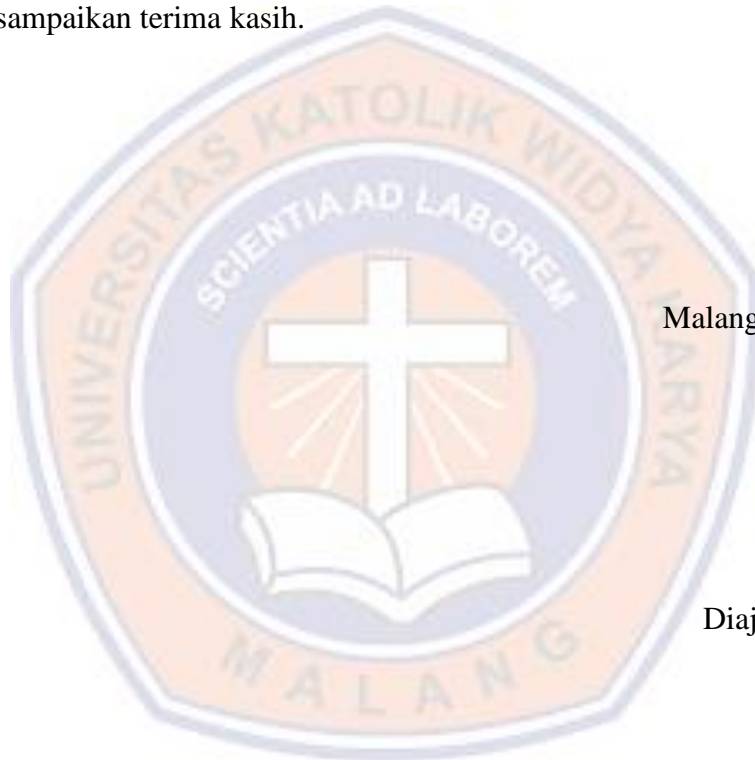 sampaikan terima kasih.
UNIVERSITAS KATOLIK WIDYA KARYA
SCIENTIA AD LABOREM
Malang
Diaj
MALANG